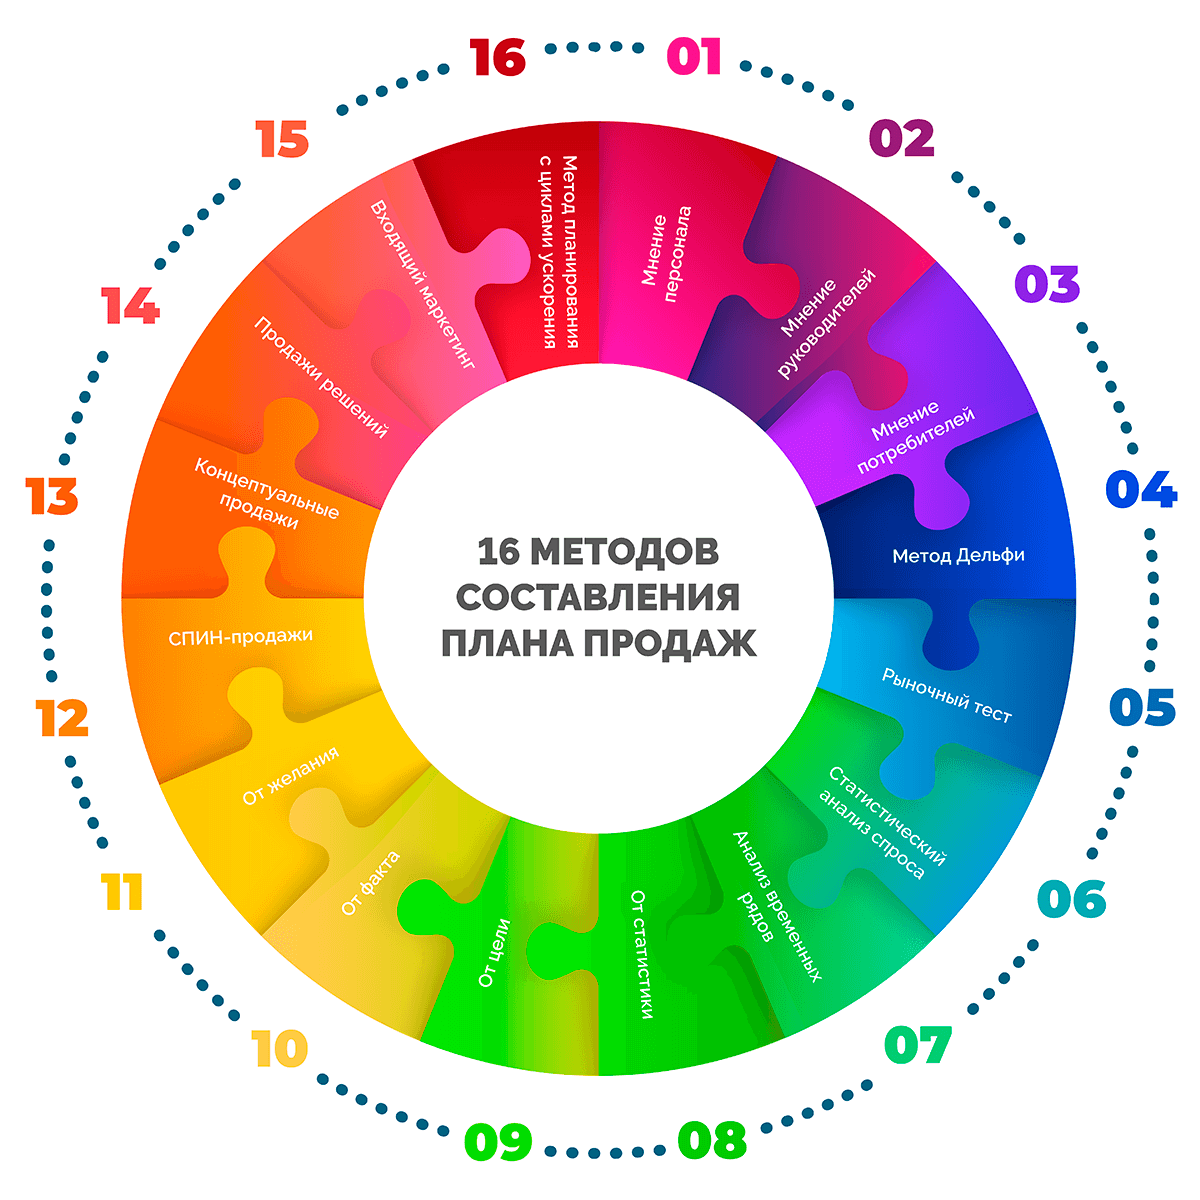 16 МЕТОДОВ
СОСТАВЛЕНИЯ
ПЛАНА ПРОДАЖ
01
Мнение
персонала
02
Мнение
руководителей
03
Мнение
потребителей
04
Метод Дельфи
05
Рыночный тест
06
Статистический
анализ спроса
07
Анализ временных
рядов
08
От статистики
09
От цели
10
От факта
11
От желания
12
СПИН-продажи
13
Концептуальные
продажи
14
Продажи решений
15
Входящий маркетинг
16
Метод планирования
с циклами ускорения